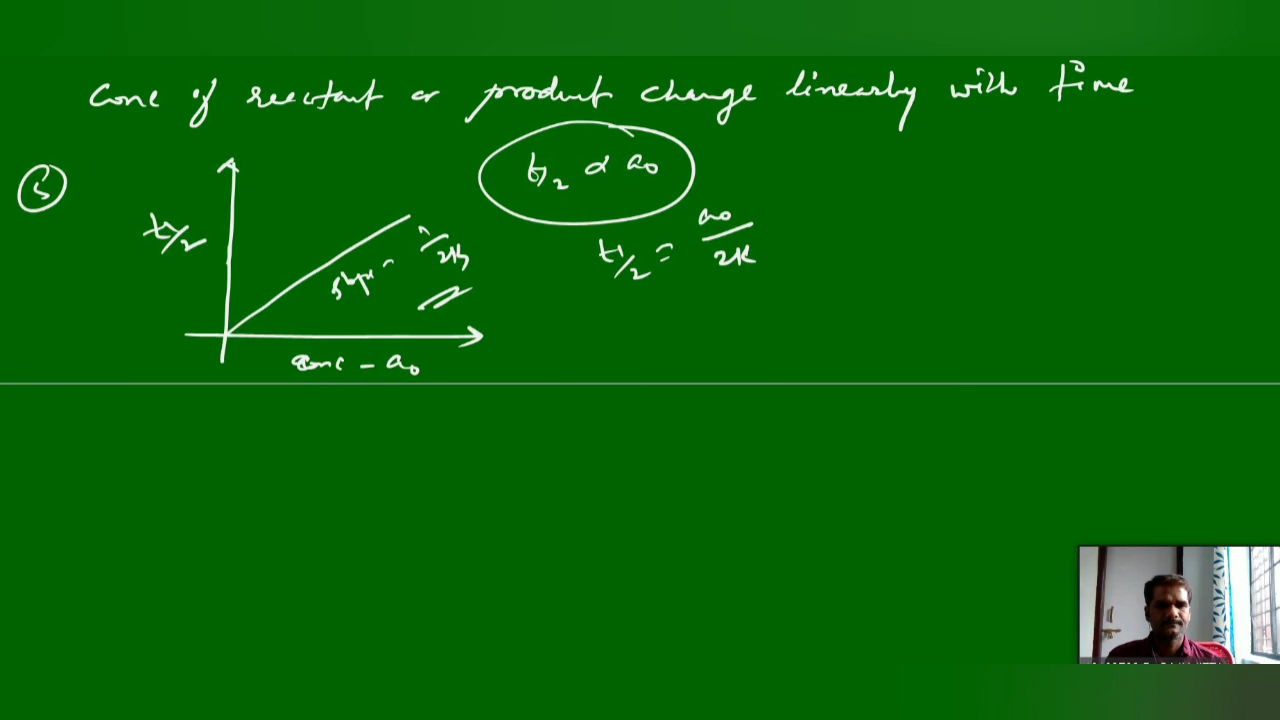 Conc of reactant or product change linearly with time
5
t1/2 α a0
t1/2
t1/2 = a0/2K
slope = 1/2K
conc - a0